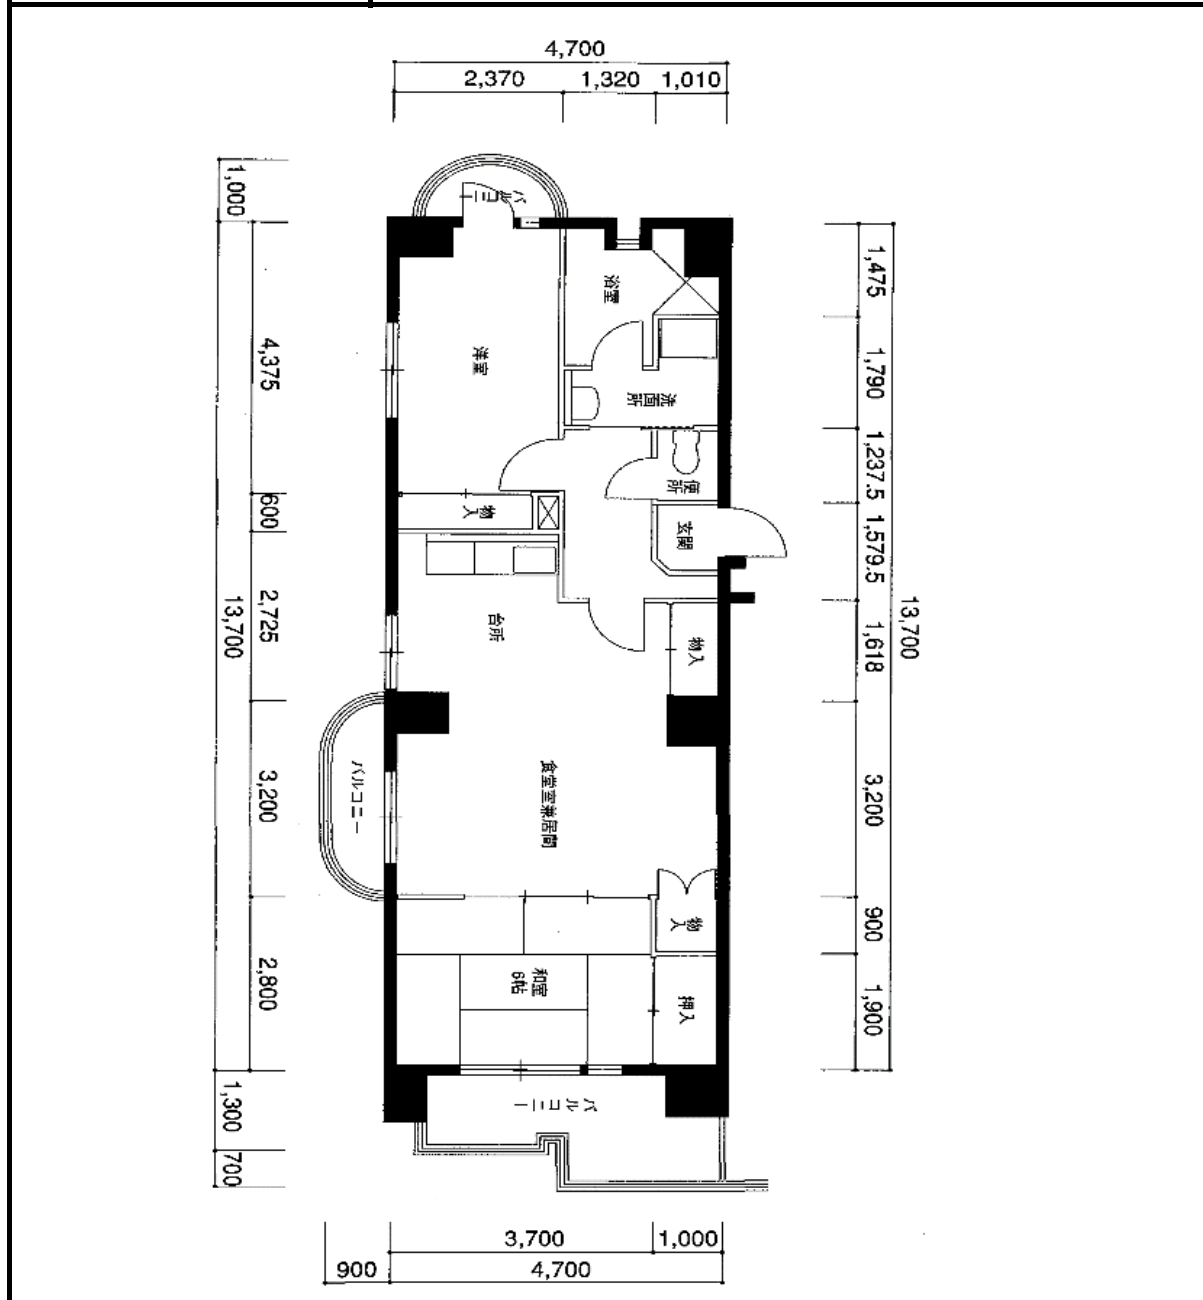 4,700
2,370
1,320
1,010
1,000
4,375
600
2,725
3,200
2,800
13,700
1,300
700
1,475
1,790
1,237.5
1,579.5
1,618
3,200
900
1,900
13,700
バルコニー
浴室
洋室
洗面所
便所
物入
玄関
台所
物入
バルコニー
食堂室兼居間
物入
和室
6帖
押入
バルコニー
3,700
1,000
900
4,700